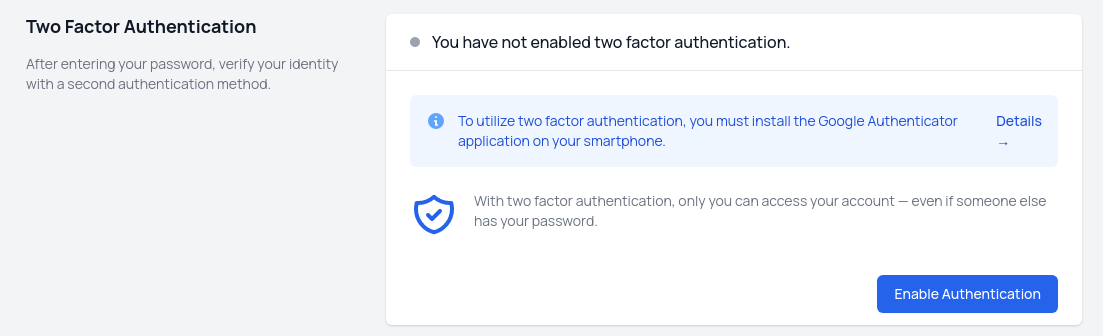 Two Factor Authentication
After entering your password, verify your identity
with a second authentication method.
You have not enabled two factor authentication.
To utilize two factor authentication, you must install the Google Authenticator
application on your smartphone.
Details
→
With two factor authentication, only you can access your account — even if someone else
has your password.
Enable Authentication